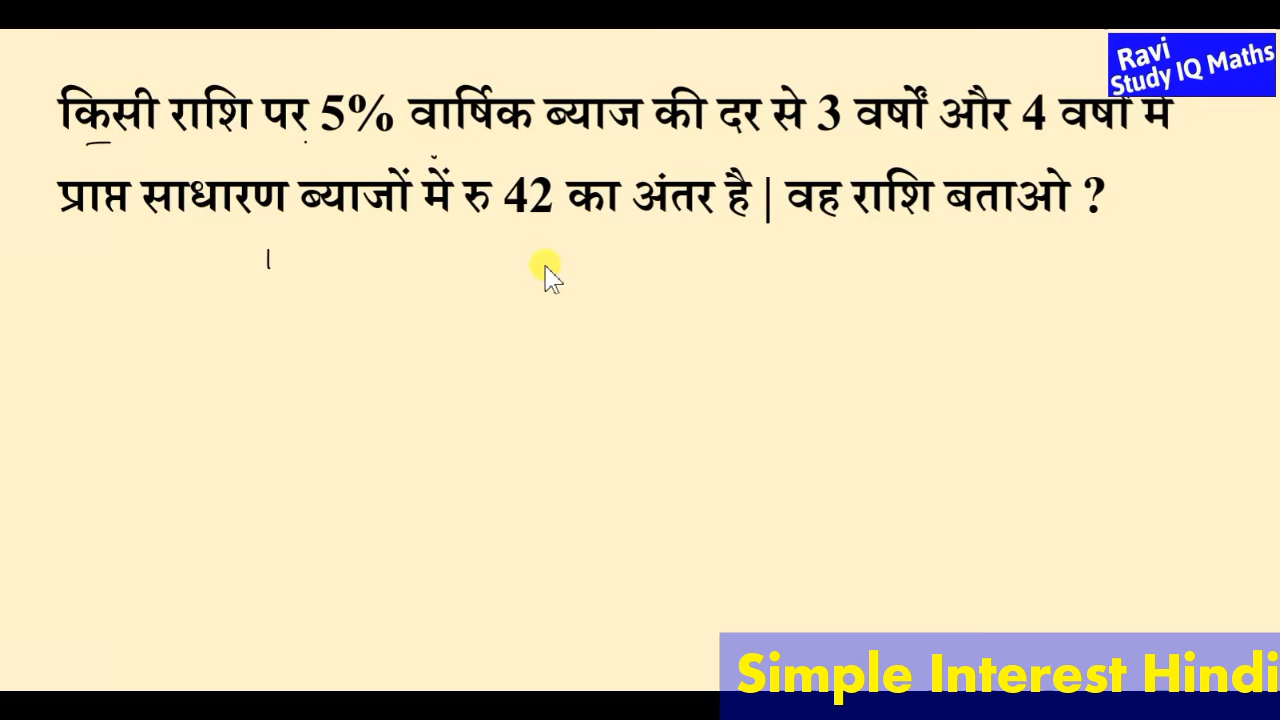 Ravi
Study IQ Maths
किसी राशि पर 5% वार्षिक ब्याज की दर से 3 वर्षों और 4 वर्षों में
प्राप्त साधारण ब्याजों में रु 42 का अंतर है | वह राशि बताओ ?
Simple Interest Hindi